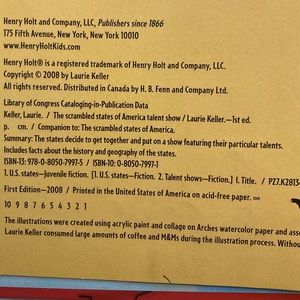 Henry Holt and Company, LLC, Publishers since 1866
175 Fifth Avenue, New York, New York 10010
www.HenryHoltKids.com
Henry Holt® is a registered trademark of Henry Holt and Company, LLC.
Copyright © 2008 by Laurie Keller
All rights reserved. Distributed in Canada by H. B. Fenn and Company Ltd.
Library of Congress Cataloging-in-Publication Data
Keller, Laurie. / The scrambled states of America talent show / Laurie Keller.—1st ed.
p. cm. / Companion to: The scrambled states of America.
Summary: The states decide to get together and put on a show featuring their particular talents.
Includes facts about the history and geography of the states.
ISBN-13: 978-0-8050-7997-5 / ISBN-10: 0-8050-7997-1
1. U.S. states—Juvenile fiction. [1. U.S. states—Fiction. 2. Talent shows—Fiction.] I. Title. / PZ7.K2813
First Edition—2008 / Printed in the United States of America on acid-free paper. ∞
10 9 8 7 6 5 4 3 2 1
The illustrations were created using acrylic paint and collage on Arches watercolor paper and
Laurie Keller consumed large amounts of coffee and M&Ms during the illustration process. Without